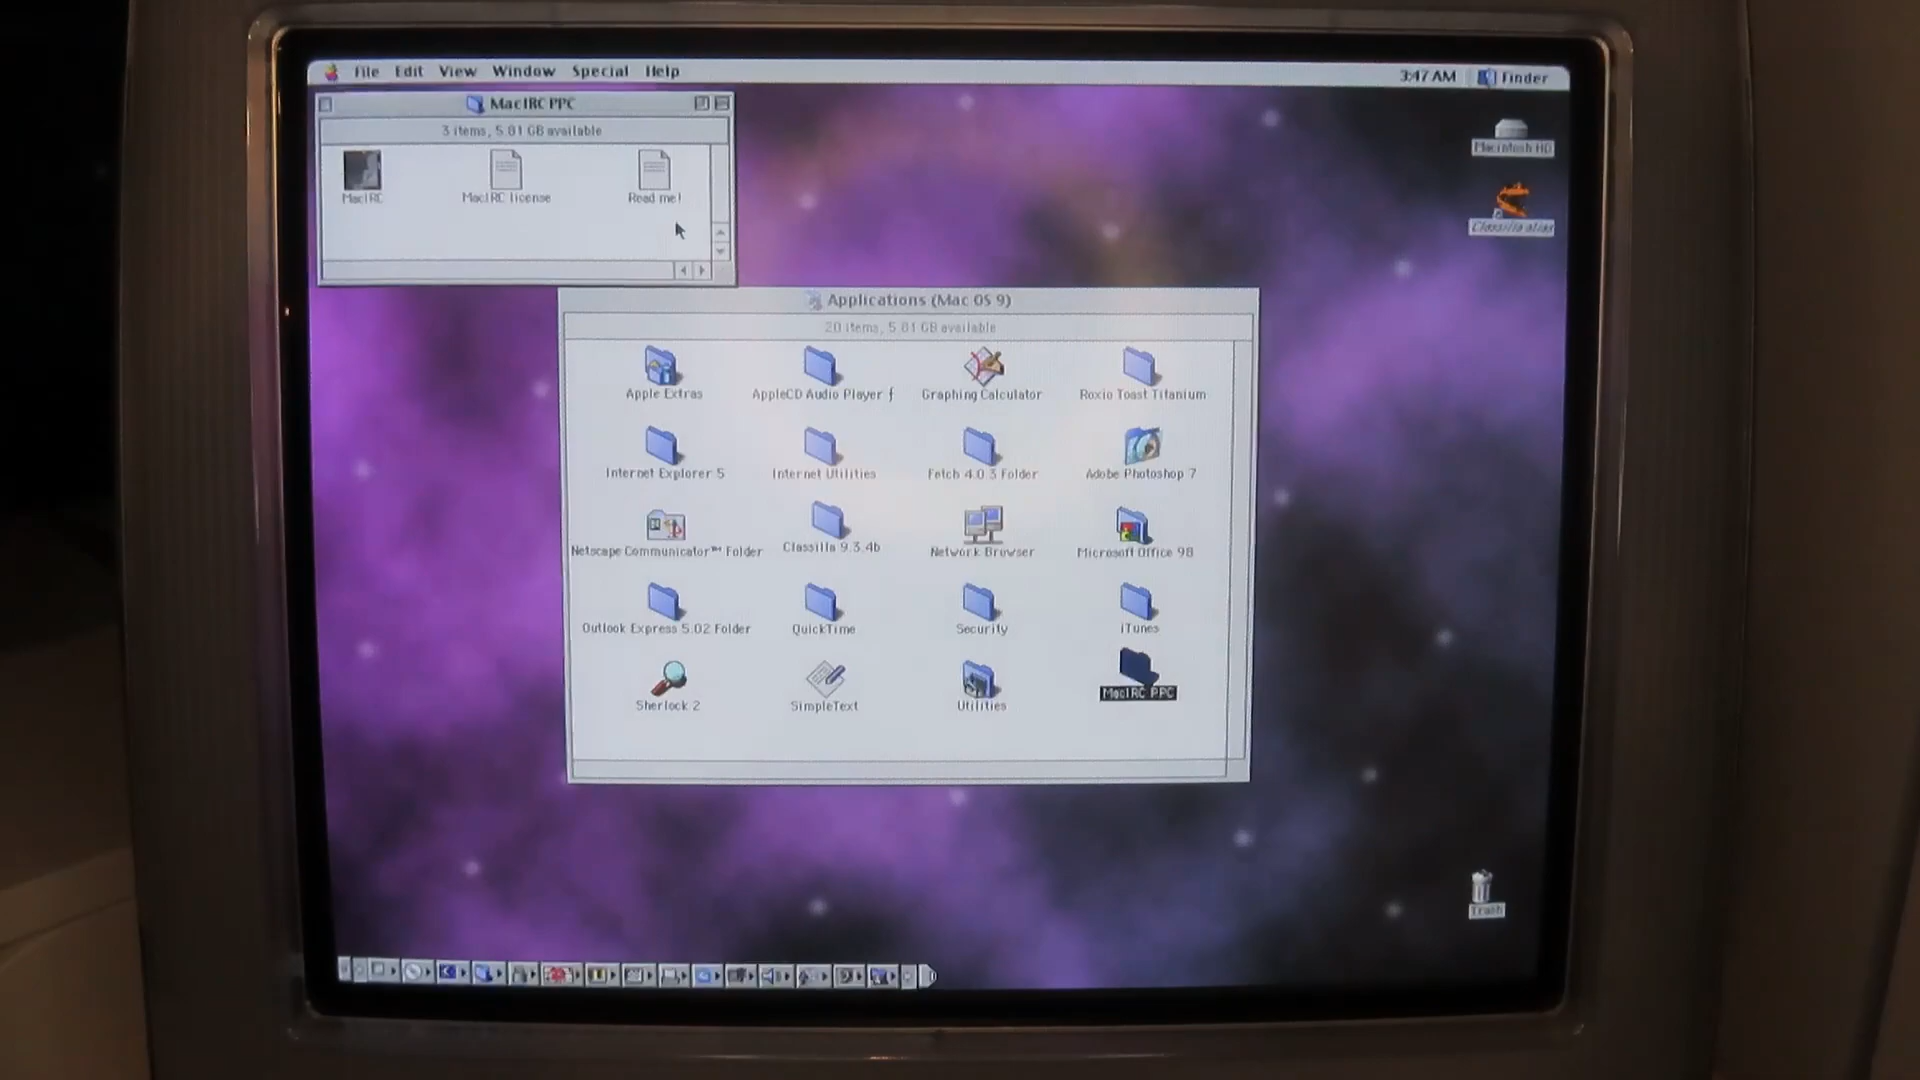 File Edit View Window Special Help
3:47 AM Finder
MacIRC PPC
3 items, 5.81 GB available
MacIRC MacIRC license Read me!
Macintosh HD
Classilla alias
Applications (Mac OS 9)
20 items, 5.81 GB available
Apple Extras AppleCD Audio Player ƒ Graphing Calculator Roxio Toast Titanium
Internet Explorer 5 Internet Utilities Fetch 4.0.3 Folder Adobe Photoshop 7
Netscape Communicator™ Folder Classilla 9.3.4b Network Browser Microsoft Office 98
Outlook Express 5.02 Folder QuickTime Security iTunes
Sherlock 2 SimpleText Utilities MacIRC PPC
Trash